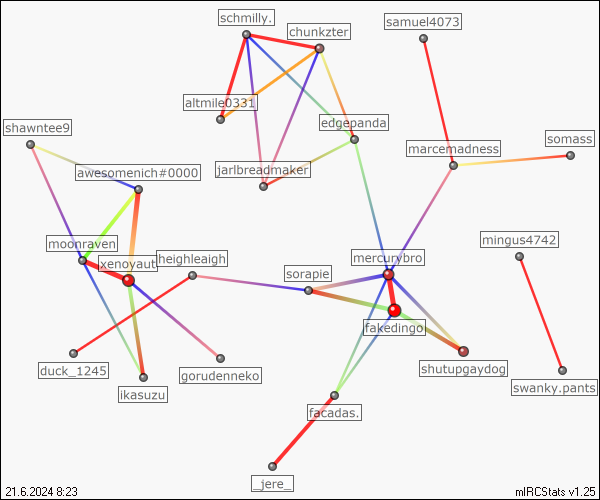 schmilly.
samuel4073
chunkzter
altmile0331
edgepanda
shawntee9
somass
marcemadness
awesomenich#0000
jarlbreadmaker
moonraven
mingus4742
xenoyaut
heighleaigh
mercurybro
sorapie
fakedingo
duck_1245
gorudenneko
shutupgaydog
ikasuzu
swanky.pants
facadas.
_jere_
21.6.2024 8:23
mIRCStats v1.25